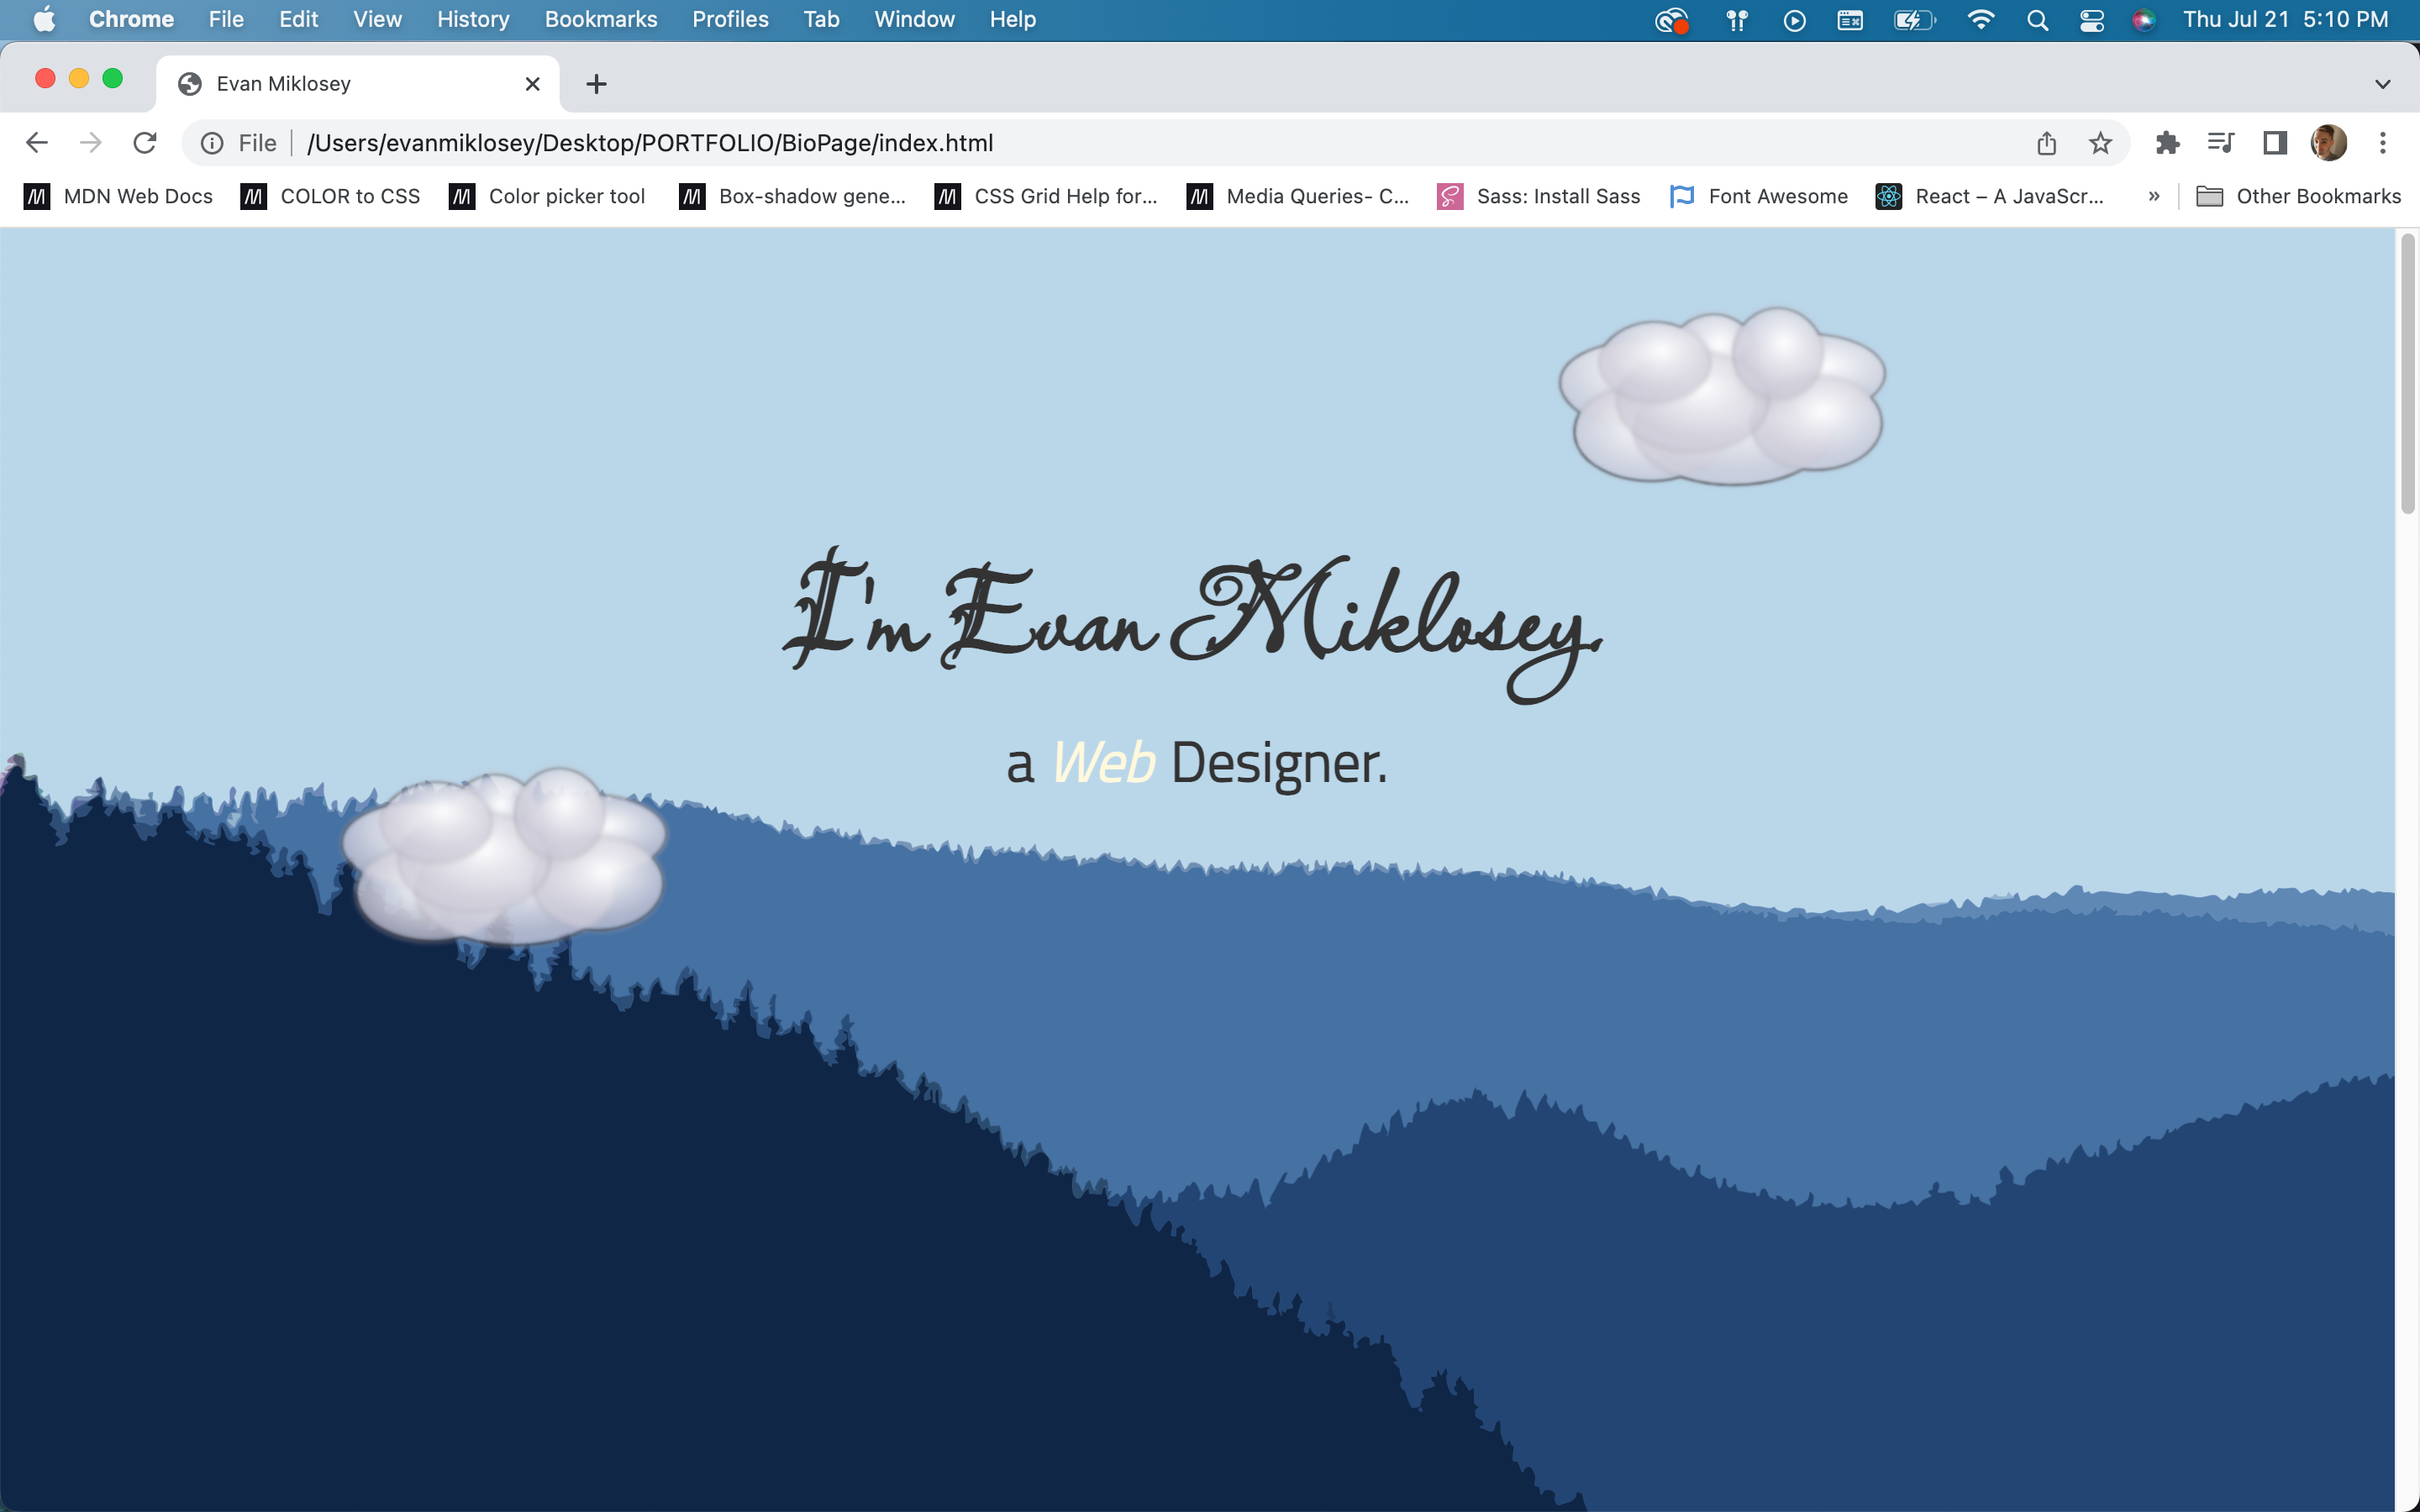 Chrome File Edit View History Bookmarks Profiles Tab Window Help Thu Jul 21 5:10 PM
Evan Miklosey
File /Users/evanmiklosey/Desktop/PORTFOLIO/BioPage/index.html
MDN Web Docs COLOR to CSS Color picker tool Box-shadow gene... CSS Grid Help for... Media Queries- C... Sass: Install Sass Font Awesome React – A JavaScr... » Other Bookmarks
I'm Evan Miklosey.
a Web Designer.